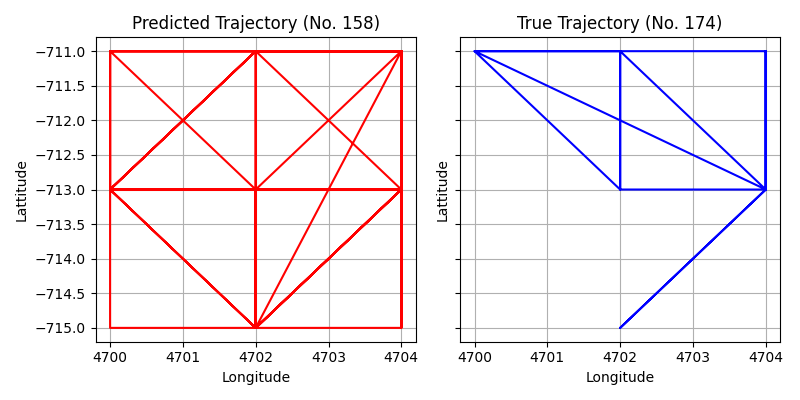 Predicted Trajectory (No. 158)
True Trajectory (No. 174)
Lattitude
−711.0
−711.5
−712.0
−712.5
−713.0
−713.5
−714.0
−714.5
−715.0
4700 4701 4702 4703 4704
Longitude
Lattitude
4700 4701 4702 4703 4704
Longitude